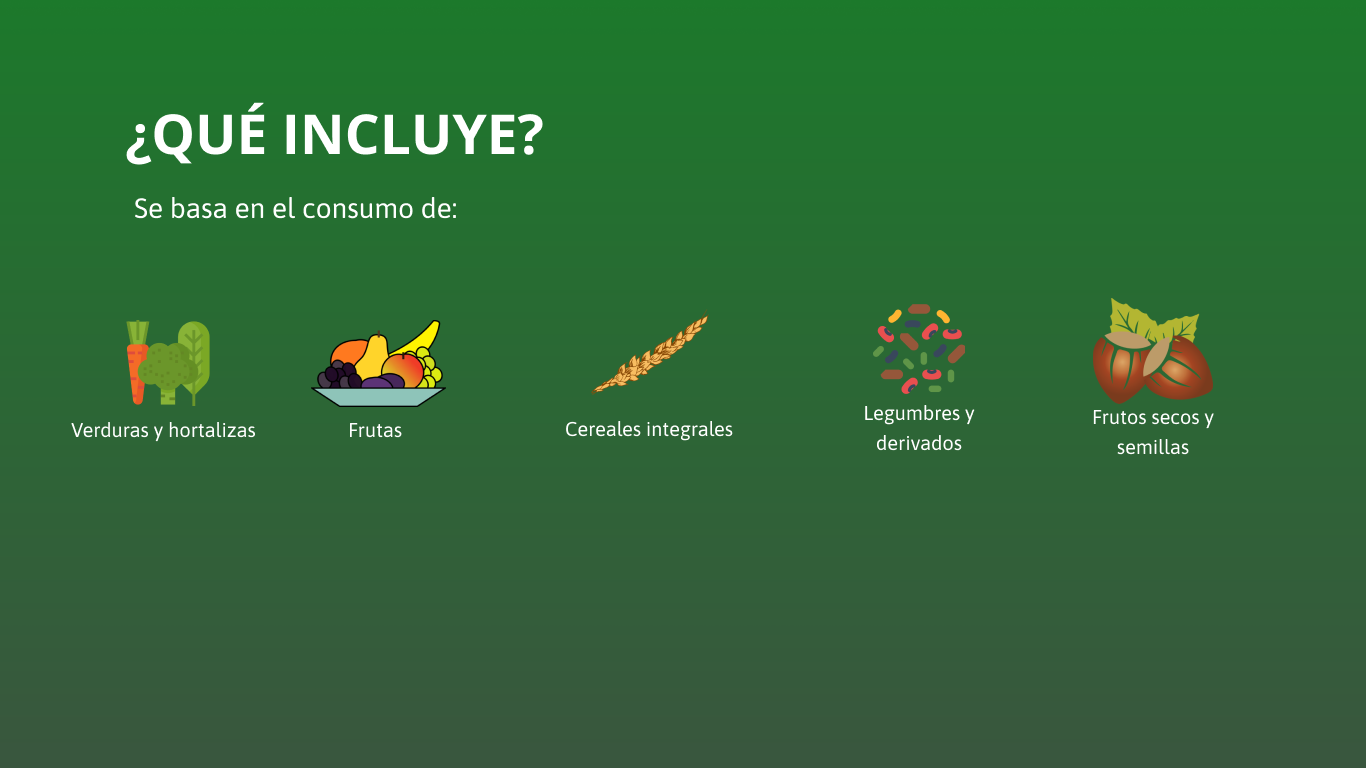 ¿QUÉ INCLUYE?
Se basa en el consumo de:
Verduras y hortalizas
Frutas
Cereales integrales
Legumbres y
derivados
Frutos secos y
semillas